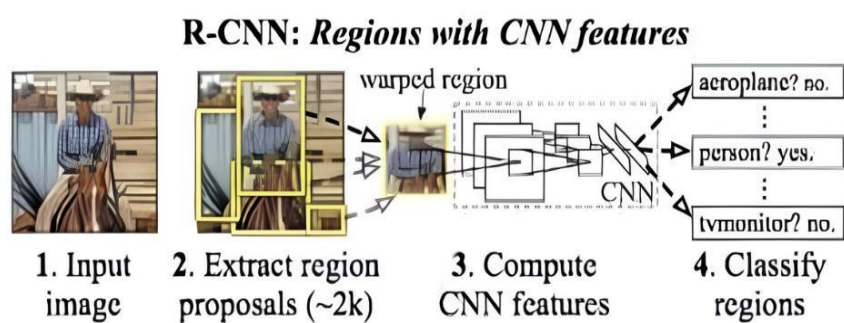 R-CNN: Regions with CNN features
warped region
aeroplane? no.
⋮
person? yes.
⋮
tvmonitor? no.
CNN
1. Input
image
2. Extract region
proposals (~2k)
3. Compute
CNN features
4. Classify
regions